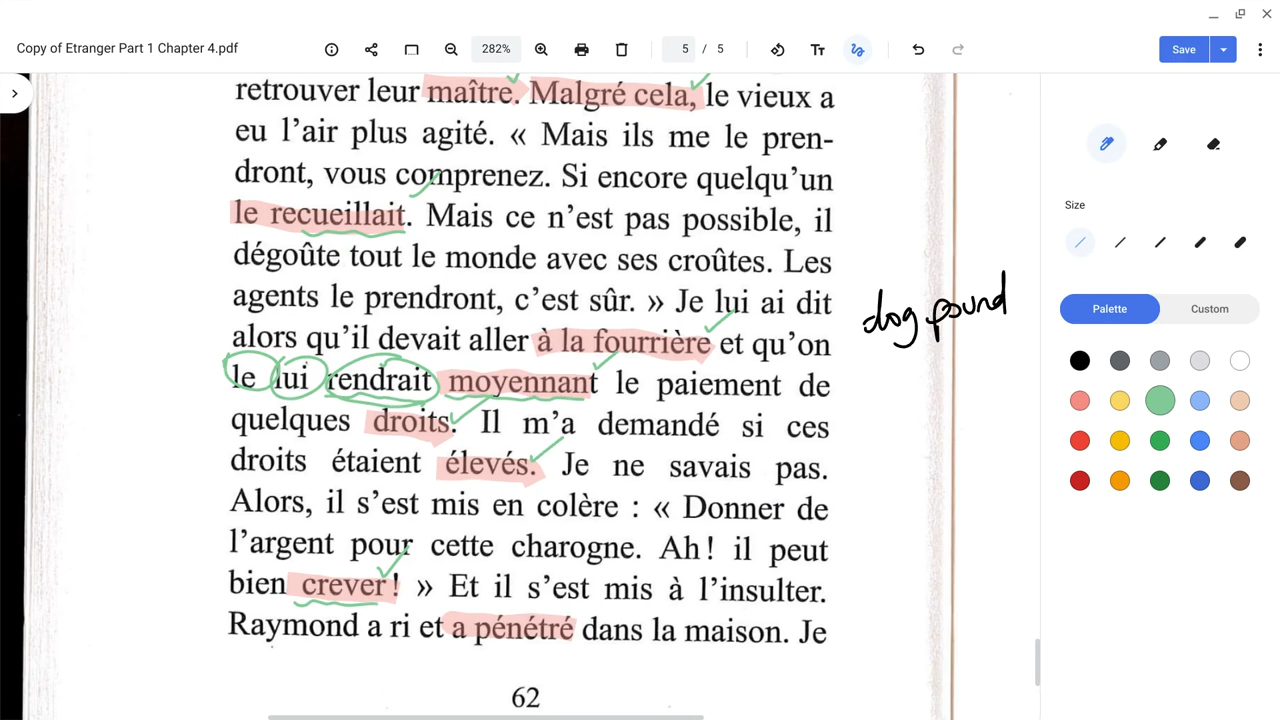 Copy of Etranger Part 1 Chapter 4.pdf
282%
5 / 5
Save
retrouver leur maître. Malgré cela, le vieux a
eu l'air plus agité. « Mais ils me le pren-
dront, vous comprenez. Si encore quelqu'un
le recueillait. Mais ce n'est pas possible, il
dégoûte tout le monde avec ses croûtes. Les
agents le prendront, c'est sûr. » Je lui ai dit
alors qu'il devait aller à la fourrière et qu'on
le lui rendrait moyennant le paiement de
quelques droits. Il m'a demandé si ces
droits étaient élevés. Je ne savais pas.
Alors, il s'est mis en colère : « Donner de
l'argent pour cette charogne. Ah ! il peut
bien crever ! » Et il s'est mis à l'insulter.
Raymond a ri et a pénétré dans la maison. Je
62
dog pound
Size
Palette
Custom